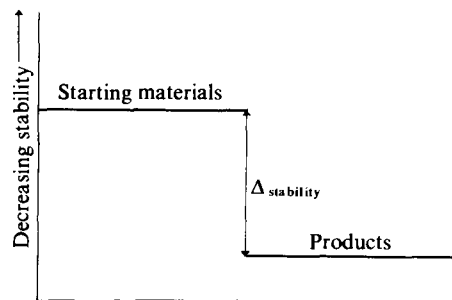 Decreasing stability
Starting materials
Δ stability
Products